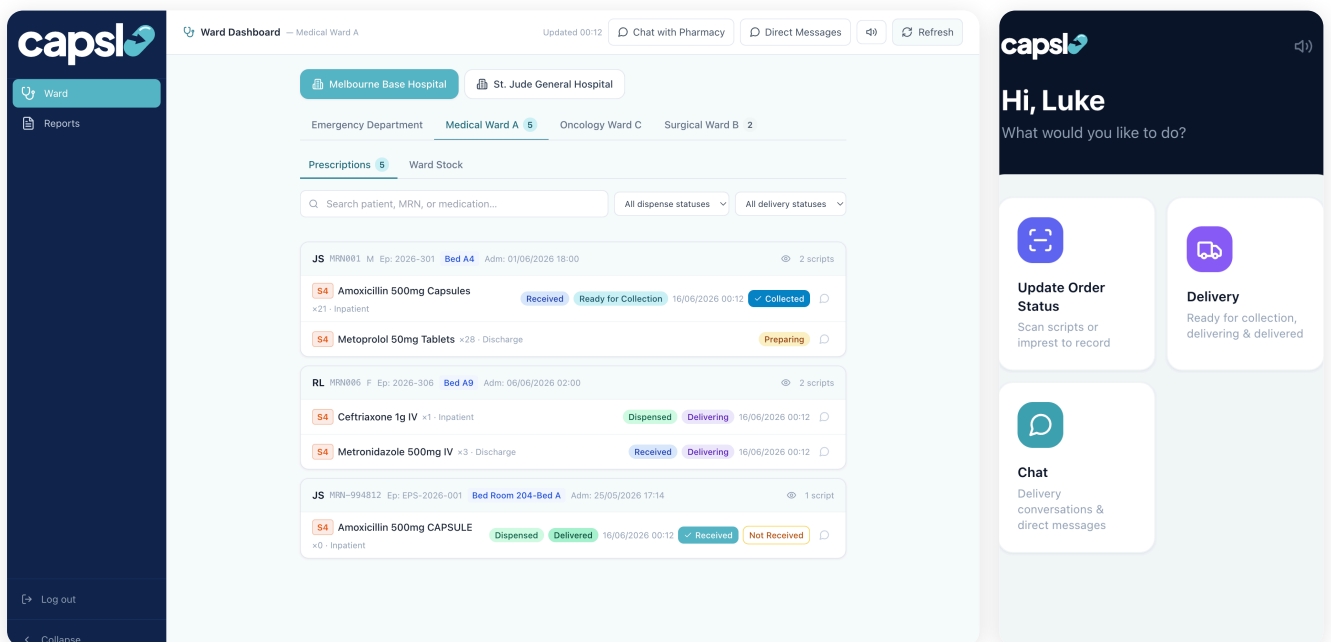 capsl
Ward
Reports
Log out
Collapse
Ward Dashboard — Medical Ward A
Updated 00:12
Chat with Pharmacy
Direct Messages
Refresh
Melbourne Base Hospital
St. Jude General Hospital
Emergency Department
Medical Ward A 5
Oncology Ward C
Surgical Ward B 2
Prescriptions 5
Ward Stock
Search patient, MRN, or medication...
All dispense statuses
All delivery statuses
JS MRN001 M Ep: 2026-301 Bed A4 Adm: 01/06/2026 18:00 2 scripts
S4 Amoxicillin 500mg Capsules
×21 · Inpatient
Received Ready for Collection 16/06/2026 00:12 ✓ Collected
S4 Metoprolol 50mg Tablets ×28 · Discharge Preparing
RL MRN006 F Ep: 2026-306 Bed A9 Adm: 06/06/2026 02:00 2 scripts
S4 Ceftriaxone 1g IV ×1 · Inpatient Dispensed Delivering 16/06/2026 00:12
S4 Metronidazole 500mg IV ×3 · Discharge Received Delivering 16/06/2026 00:12
JS MRN-994812 Ep: EPS-2026-001 Bed Room 204-Bed A Adm: 25/05/2026 17:14 1 script
S4 Amoxicillin 500mg CAPSULE
×0 · Inpatient
Dispensed Delivered 16/06/2026 00:12 ✓ Received Not Received
capsl
Hi, Luke
What would you like to do?
Update Order
Status
Scan scripts or
imprest to record
Delivery
Ready for collection,
delivering & delivered
Chat
Delivery
conversations &
direct messages